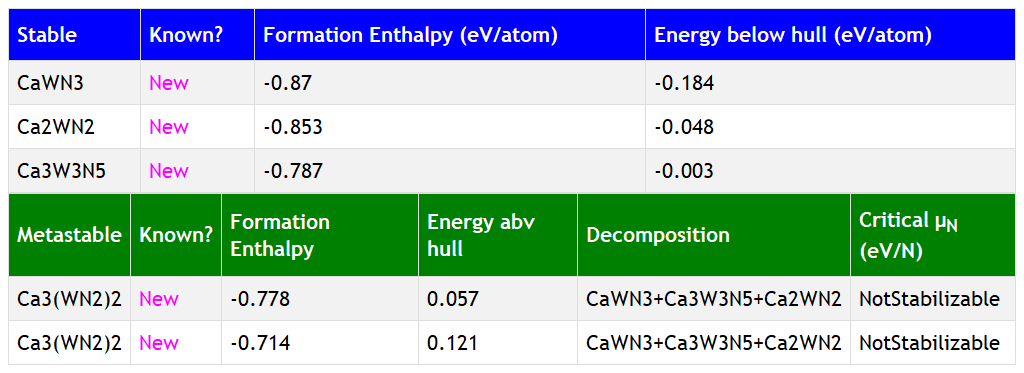 Stable Known? Formation Enthalpy (eV/atom) Energy below hull (eV/atom)
CaWN3 New -0.87 -0.184
Ca2WN2 New -0.853 -0.048
Ca3W3N5 New -0.787 -0.003
Metastable Known? Formation Enthalpy Energy abv hull Decomposition Critical μN (eV/N)
Ca3(WN2)2 New -0.778 0.057 CaWN3+Ca3W3N5+Ca2WN2 NotStabilizable
Ca3(WN2)2 New -0.714 0.121 CaWN3+Ca3W3N5+Ca2WN2 NotStabilizable